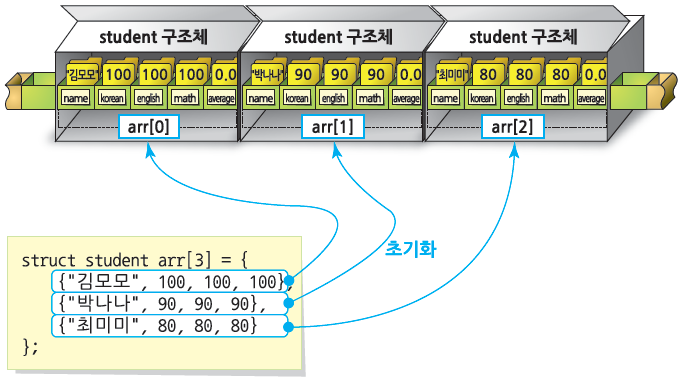 student 구조체 student 구조체 student 구조체
"김모모" 100 100 100 0.0 "박나나" 90 90 90 0.0 "최미미" 80 80 80 0.0
name korean english math average name korean english math average name korean english math average
arr[0] arr[1] arr[2]
초기화
struct student arr[3] = {
{"김모모", 100, 100, 100},
{"박나나", 90, 90, 90},
{"최미미", 80, 80, 80}
};